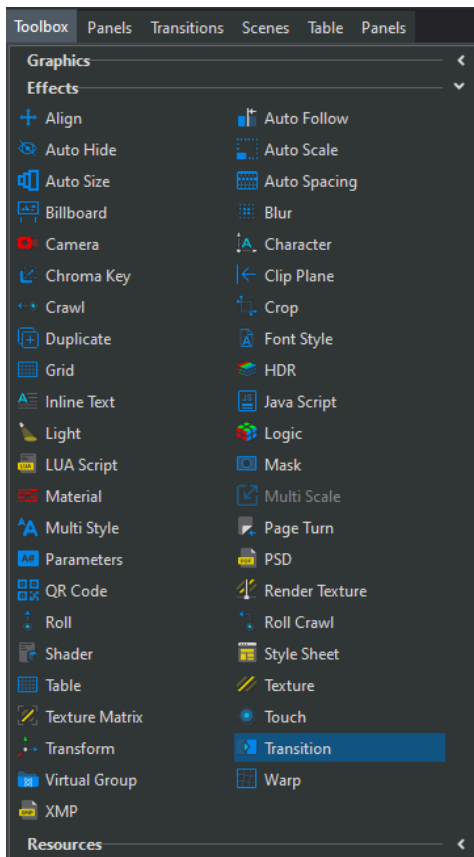 Toolbox Panels Transitions Scenes Table Panels
Graphics
Effects
Align Auto Follow
Auto Hide Auto Scale
Auto Size Auto Spacing
Billboard Blur
Camera Character
Chroma Key Clip Plane
Crawl Crop
Duplicate Font Style
Grid HDR
Inline Text Java Script
Light Logic
LUA Script Mask
Material Multi Scale
Multi Style Page Turn
Parameters PSD
QR Code Render Texture
Roll Roll Crawl
Shader Style Sheet
Table Texture
Texture Matrix Touch
Transform Transition
Virtual Group Warp
XMP
Resources